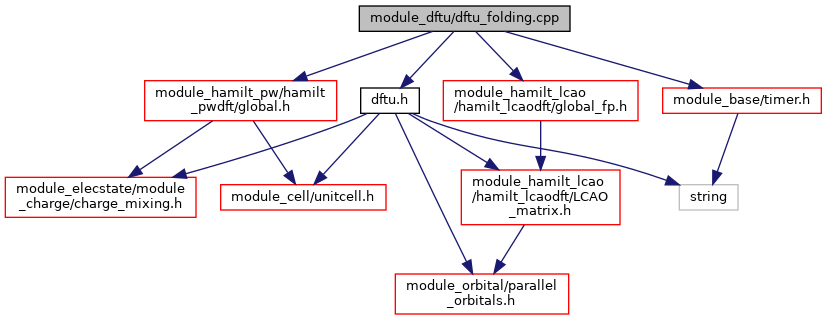 module_dftu/dftu_folding.cpp
module_hamilt_pw/hamilt
_pwdft/global.h
dftu.h
module_hamilt_lcao
/hamilt_lcaodft/global_fp.h
module_base/timer.h
module_elecstate/module
_charge/charge_mixing.h
module_cell/unitcell.h
module_hamilt_lcao
/hamilt_lcaodft/LCAO
_matrix.h
string
module_orbital/parallel
_orbitals.h